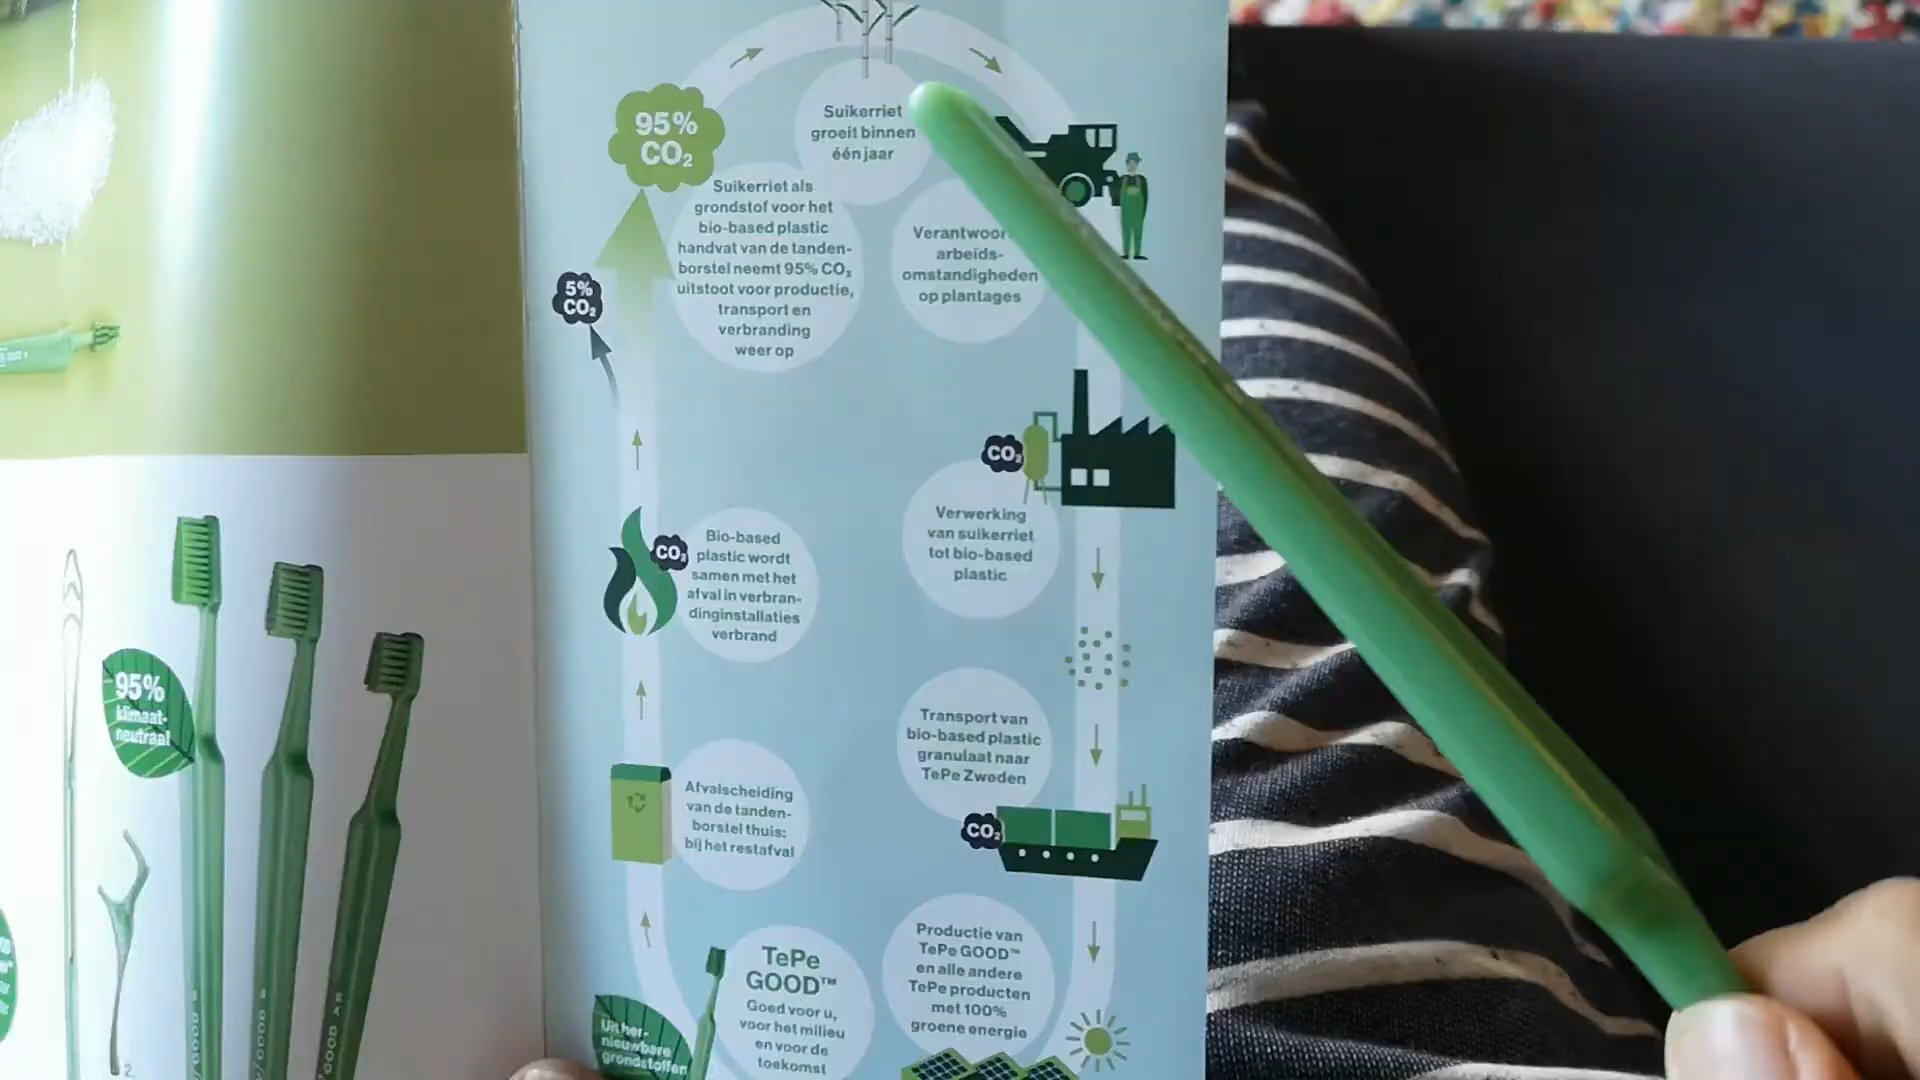 95%
klimaat-
neutraal
2.
Suikerriet
groeit binnen
één jaar
95%
CO₂
Suikerriet als
grondstof voor het
bio-based plastic
handvat van de tanden-
borstel neemt 95% CO₂
uitstoot voor productie,
transport en
verbranding
weer op
5%
CO₂
arbeids-
omstandigheden
op plantages
CO₂
Verwerking
van suikerriet
tot bio-based
plastic
CO₂
Bio-based
plastic wordt
samen met het
afval in verbran-
dinginstallaties
verbrand
Transport van
bio-based plastic
granulaat naar
TePe Zweden
CO₂
Afvalscheiding
van de tanden-
borstel thuis:
bij het restafval
Productie van
TePe GOOD™
en alle andere
TePe producten
met 100%
groene energie
TePe
GOOD™
Goed voor u,
voor het milieu
en voor de
toekomst
Uit her-
nieuwbare
grondstoffen
GOOD
GOOD
GOOD